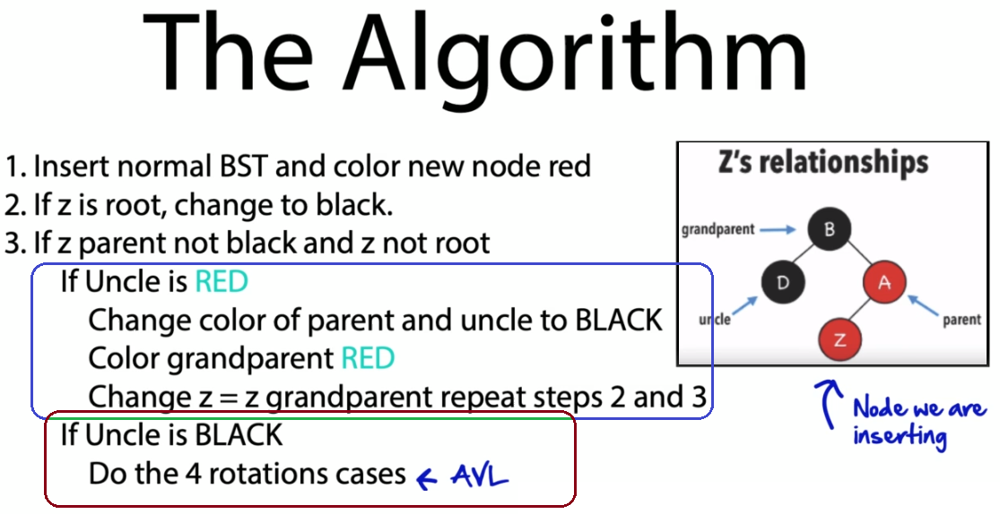 The Algorithm
1. Insert normal BST and color new node red
2. If z is root, change to black.
3. If z parent not black and z not root
If Uncle is RED
Change color of parent and uncle to BLACK
Color grandparent RED
Change z = z grandparent repeat steps 2 and 3
If Uncle is BLACK
Do the 4 rotations cases ← AVL
Z's relationships
grandparent
B
D
A
uncle
parent
Z
Node we are
inserting